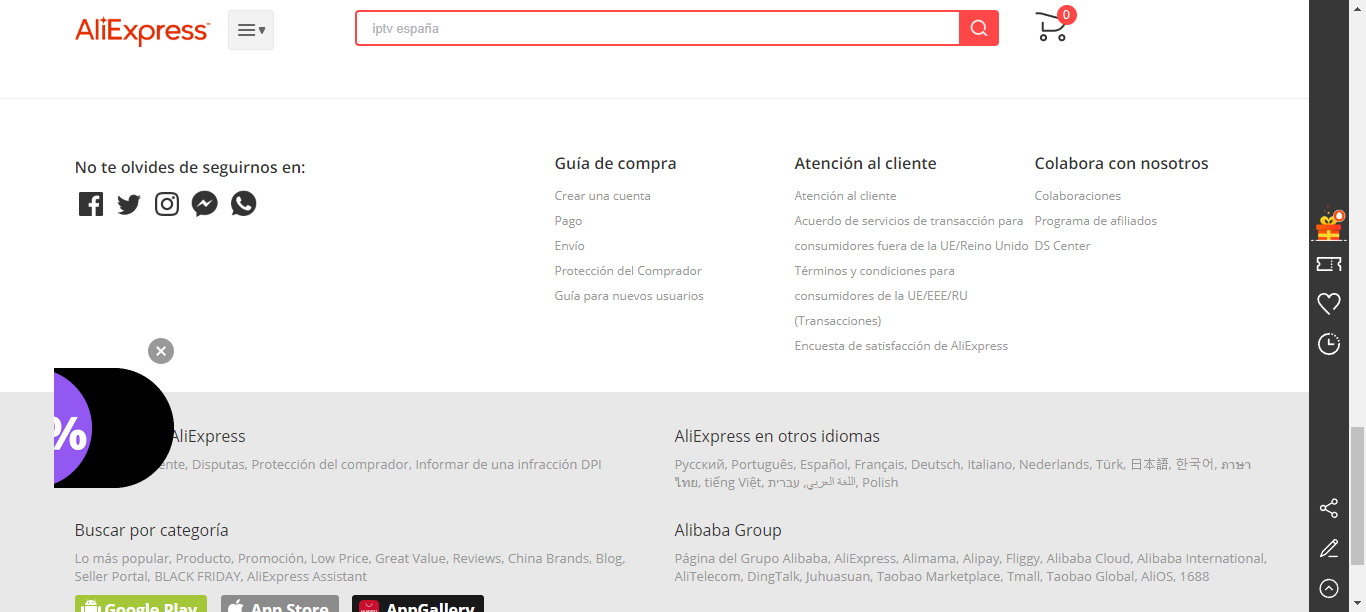 AliExpress™
iptv españa
0
No te olvides de seguirnos en:
Guía de compra
Crear una cuenta
Pago
Envío
Protección del Comprador
Guía para nuevos usuarios
Atención al cliente
Atención al cliente
Acuerdo de servicios de transacción para
consumidores fuera de la UE/Reino Unido
Términos y condiciones para
consumidores de la UE/EEE/RU
(Transacciones)
Encuesta de satisfacción de AliExpress
Colabora con nosotros
Colaboraciones
Programa de afiliados
DS Center
%
AliExpress
Disputas, Protección del comprador, Informar de una infracción DPI
AliExpress en otros idiomas
Русский, Português, Español, Français, Deutsch, Italiano, Nederlands, Türk, 日本語, 한국어, ภาษา
ไทย, tiếng Việt, اللغة العربي, עברית, Polish
Buscar por categoría
Lo más popular, Producto, Promoción, Low Price, Great Value, Reviews, China Brands, Blog,
Seller Portal, BLACK FRIDAY, AliExpress Assistant
Alibaba Group
Página del Grupo Alibaba, AliExpress, Alimama, Alipay, Fliggy, Alibaba Cloud, Alibaba International,
AliTelecom, DingTalk, Juhuasuan, Taobao Marketplace, Tmall, Taobao Global, AliOS, 1688
Google Play
App Store
AppGallery